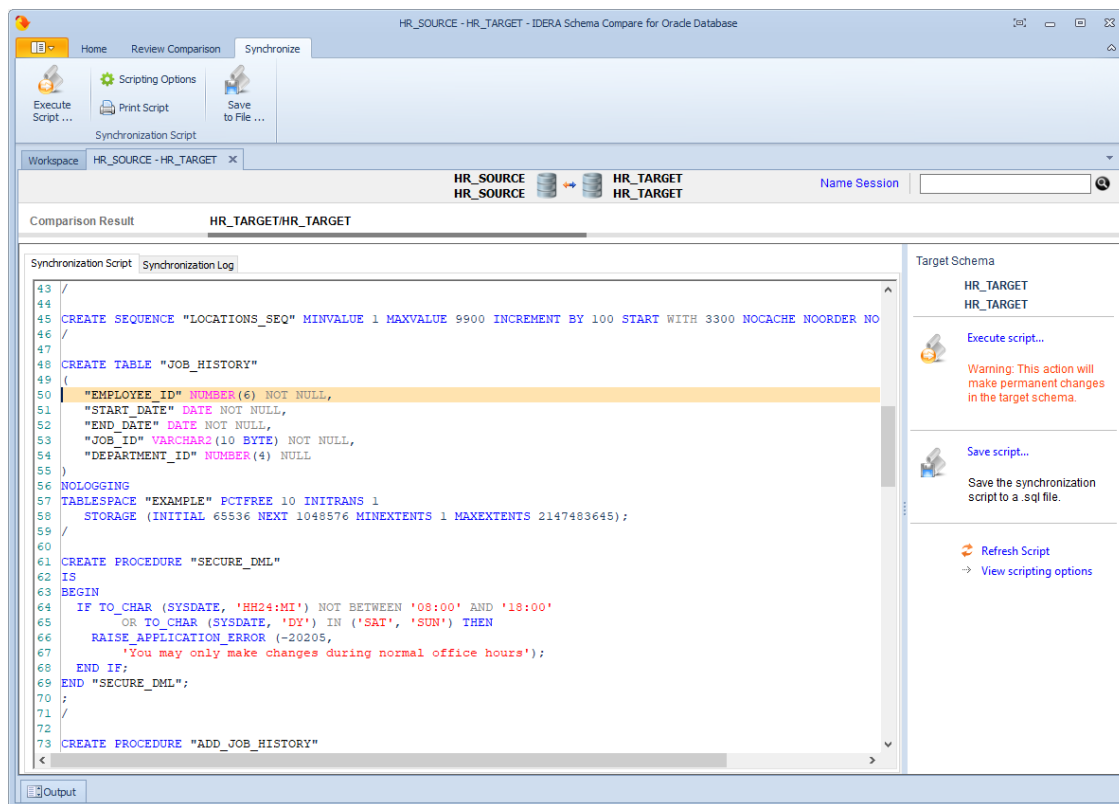 HR_SOURCE - HR_TARGET - IDERA Schema Compare for Oracle Database
Home Review Comparison Synchronize
Execute Script ...
Scripting Options
Print Script
Save to File ...
Synchronization Script
Workspace HR_SOURCE - HR_TARGET
HR_SOURCE HR_TARGET
HR_SOURCE HR_TARGET
Name Session
Comparison Result HR_TARGET/HR_TARGET
Synchronization Script Synchronization Log
43 /
44
45 CREATE SEQUENCE "LOCATIONS_SEQ" MINVALUE 1 MAXVALUE 9900 INCREMENT BY 100 START WITH 3300 NOCACHE NOORDER NO
46 /
47
48 CREATE TABLE "JOB_HISTORY"
49 (
50 "EMPLOYEE_ID" NUMBER(6) NOT NULL,
51 "START_DATE" DATE NOT NULL,
52 "END_DATE" DATE NOT NULL,
53 "JOB_ID" VARCHAR2(10 BYTE) NOT NULL,
54 "DEPARTMENT_ID" NUMBER(4) NULL
55 )
56 NOLOGGING
57 TABLESPACE "EXAMPLE" PCTFREE 10 INITRANS 1
58 STORAGE (INITIAL 65536 NEXT 1048576 MINEXTENTS 1 MAXEXTENTS 2147483645);
59 /
60
61 CREATE PROCEDURE "SECURE_DML"
62 IS
63 BEGIN
64 IF TO_CHAR (SYSDATE, 'HH24:MI') NOT BETWEEN '08:00' AND '18:00'
65 OR TO_CHAR (SYSDATE, 'DY') IN ('SAT', 'SUN') THEN
66 RAISE_APPLICATION_ERROR (-20205,
67 'You may only make changes during normal office hours');
68 END IF;
69 END "SECURE_DML";
70 ;
71 /
72
73 CREATE PROCEDURE "ADD_JOB_HISTORY"
Target Schema
HR_TARGET
HR_TARGET
Execute script...
Warning: This action will
make permanent changes
in the target schema.
Save script...
Save the synchronization
script to a .sql file.
Refresh Script
View scripting options
Output